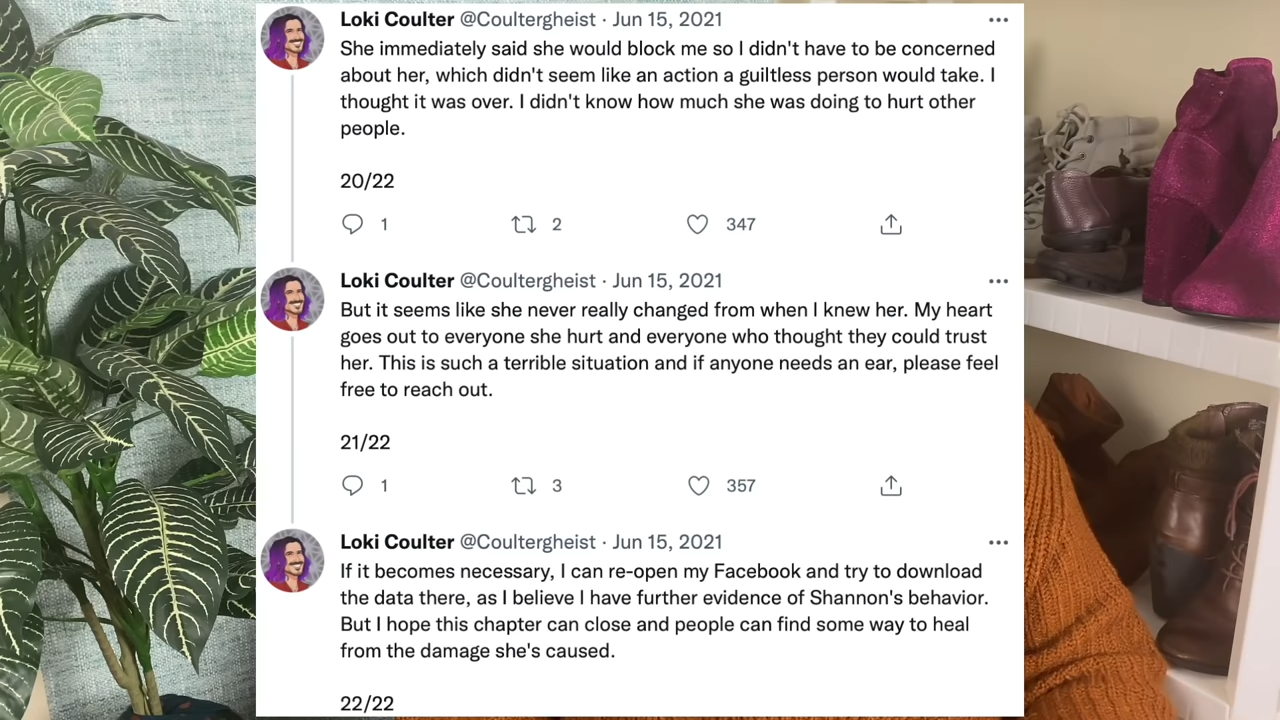 Loki Coulter @Coultergheist · Jun 15, 2021
She immediately said she would block me so I didn't have to be concerned
about her, which didn't seem like an action a guiltless person would take. I
thought it was over. I didn't know how much she was doing to hurt other
people.
20/22
1 2 347
Loki Coulter @Coultergheist · Jun 15, 2021
But it seems like she never really changed from when I knew her. My heart
goes out to everyone she hurt and everyone who thought they could trust
her. This is such a terrible situation and if anyone needs an ear, please feel
free to reach out.
21/22
1 3 357
Loki Coulter @Coultergheist · Jun 15, 2021
If it becomes necessary, I can re-open my Facebook and try to download
the data there, as I believe I have further evidence of Shannon's behavior.
But I hope this chapter can close and people can find some way to heal
from the damage she's caused.
22/22